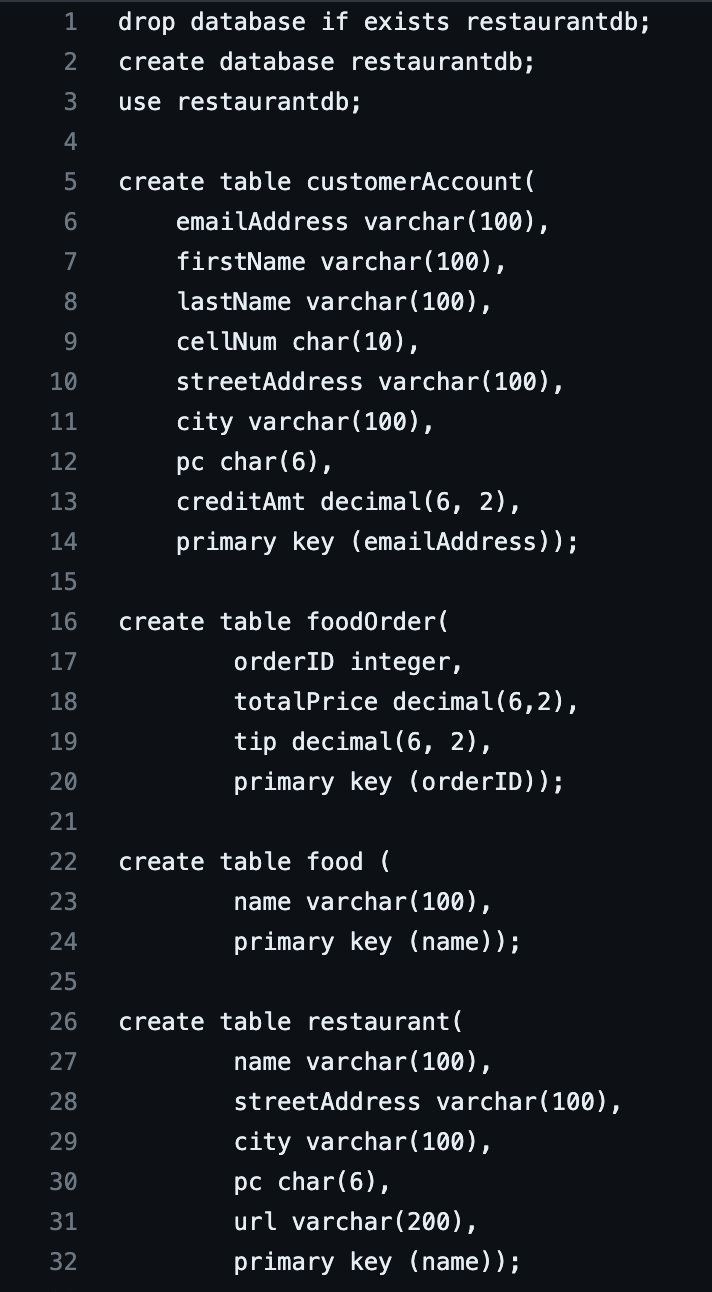 1 drop database if exists restaurantdb;
2 create database restaurantdb;
3 use restaurantdb;
4
5 create table customerAccount(
6     emailAddress varchar(100),
7     firstName varchar(100),
8     lastName varchar(100),
9     cellNum char(10),
10     streetAddress varchar(100),
11     city varchar(100),
12     pc char(6),
13     creditAmt decimal(6, 2),
14     primary key (emailAddress));
15
16 create table foodOrder(
17         orderID integer,
18         totalPrice decimal(6,2),
19         tip decimal(6, 2),
20         primary key (orderID));
21
22 create table food (
23         name varchar(100),
24         primary key (name));
25
26 create table restaurant(
27         name varchar(100),
28         streetAddress varchar(100),
29         city varchar(100),
30         pc char(6),
31         url varchar(200),
32         primary key (name));